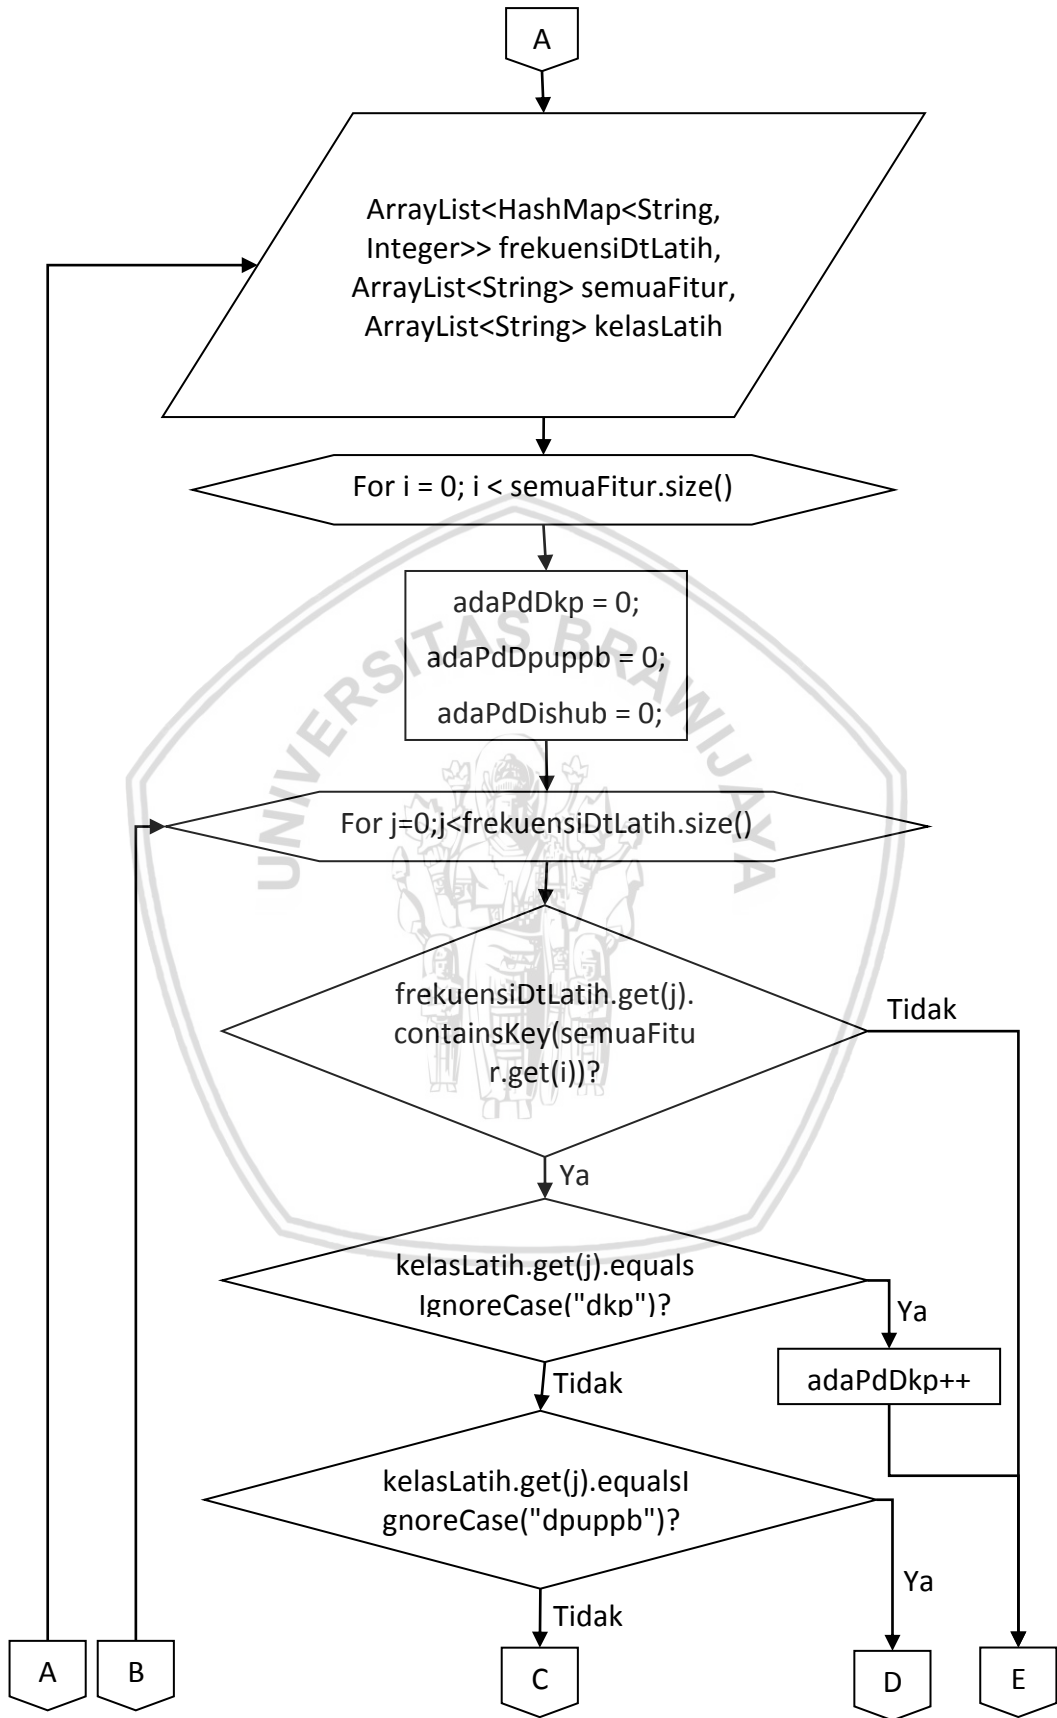 A
ArrayList<HashMap<String,
Integer>> frekuensiDtLatih,
ArrayList<String> semuaFitur,
ArrayList<String> kelasLatih
For i = 0; i < semuaFitur.size()
adaPdDkp = 0;
adaPdDpuppb = 0;
adaPdDishub = 0;
UNIVERSITAS BRAWIJAYA
For j=0;j<frekuensiDtLatih.size()
frekuensiDtLatih.get(j).
containsKey(semuaFitu
r.get(i))?
Tidak
Ya
kelasLatih.get(j).equals
IgnoreCase("dkp")?
Ya
adaPdDkp++
Tidak
kelasLatih.get(j).equalsI
gnoreCase("dpuppb")?
Ya
Tidak
A
B
C
D
E